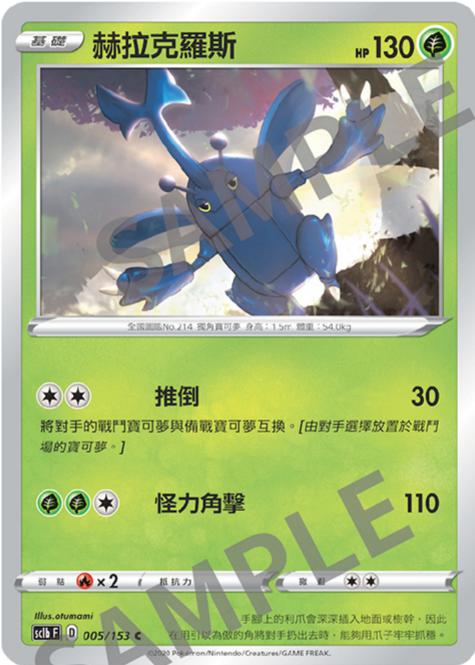 基礎 赫拉克羅斯 HP 130
SAMPLE
全國圖鑑No.214 獨角寶可夢 身高：1.5m 體重：54.0kg
推倒 30
將對手的戰鬥寶可夢與備戰寶可夢互換。[由對手選擇放置於戰鬥
場的寶可夢。]
怪力角擊 110
SAMPLE
弱點 ×2 抵抗力 撤退
Illus.otumami
sc1b F D 005/153 C
手腳上的利爪會深深插入地面或樹幹，因此
在用引以為傲的角將對手扔出去時，能夠用爪子牢牢抓穩。
©2020 Pokémon/Nintendo/Creatures/GAME FREAK.